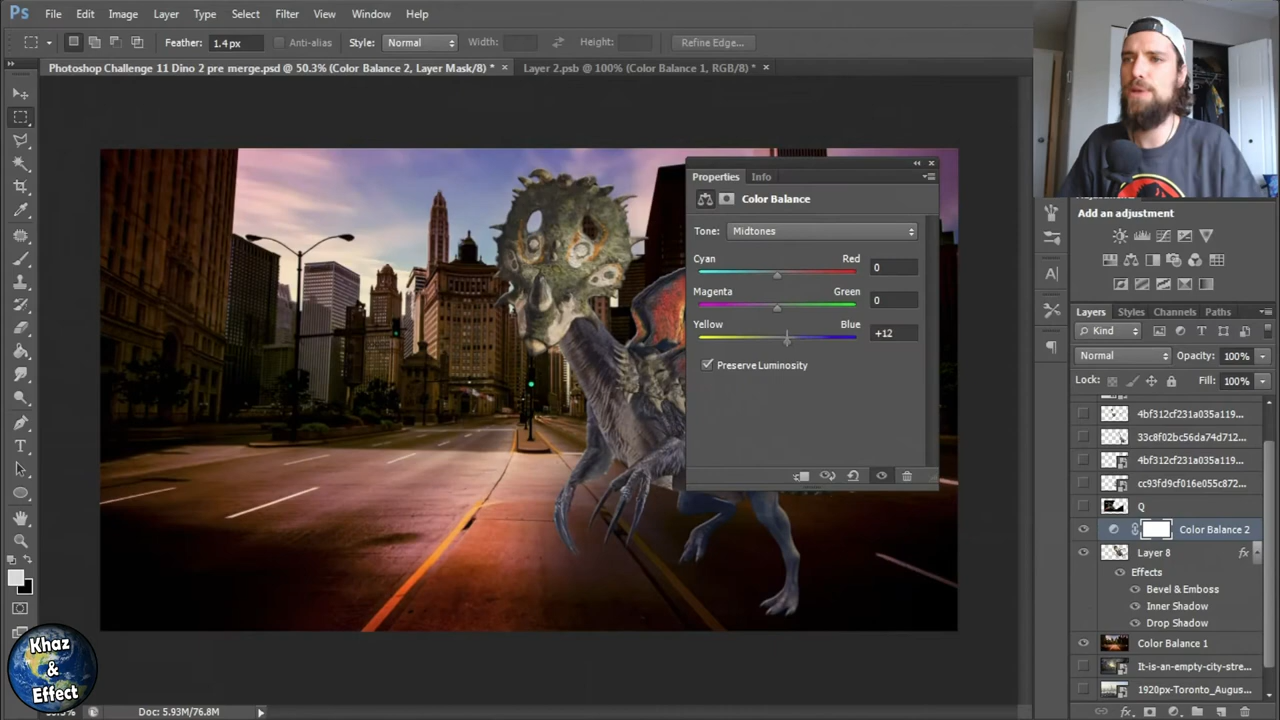 Ps File Edit Image Layer Type Select Filter View Window Help
Feather: 1.4 px Anti-alias Style: Normal Width: Height: Refine Edge...
Photoshop Challenge 11 Dino 2 pre merge.psd @ 50.3% (Color Balance 2, Layer Mask/8) * × Layer 2.psb @ 100% (Color Balance 1, RGB/8) * ×
Properties Info
Color Balance
Tone: Midtones
Cyan Red 0
Magenta Green 0
Yellow Blue +12
Preserve Luminosity
Add an adjustment
Layers Styles Channels Paths
Kind
Normal Opacity: 100%
Lock: Fill: 100%
4bf312cf231a035a119...
33c8f02bc56da74d712...
4bf312cf231a035a119...
cc93fd9cf016e055c872...
Q
Color Balance 2
Layer 8 fx
Effects
Bevel & Emboss
Inner Shadow
Drop Shadow
Color Balance 1
It-is-an-empty-city-stre...
1920px-Toronto_Augus...
Khaz
&
Effect
Doc: 5.93M/76.8M